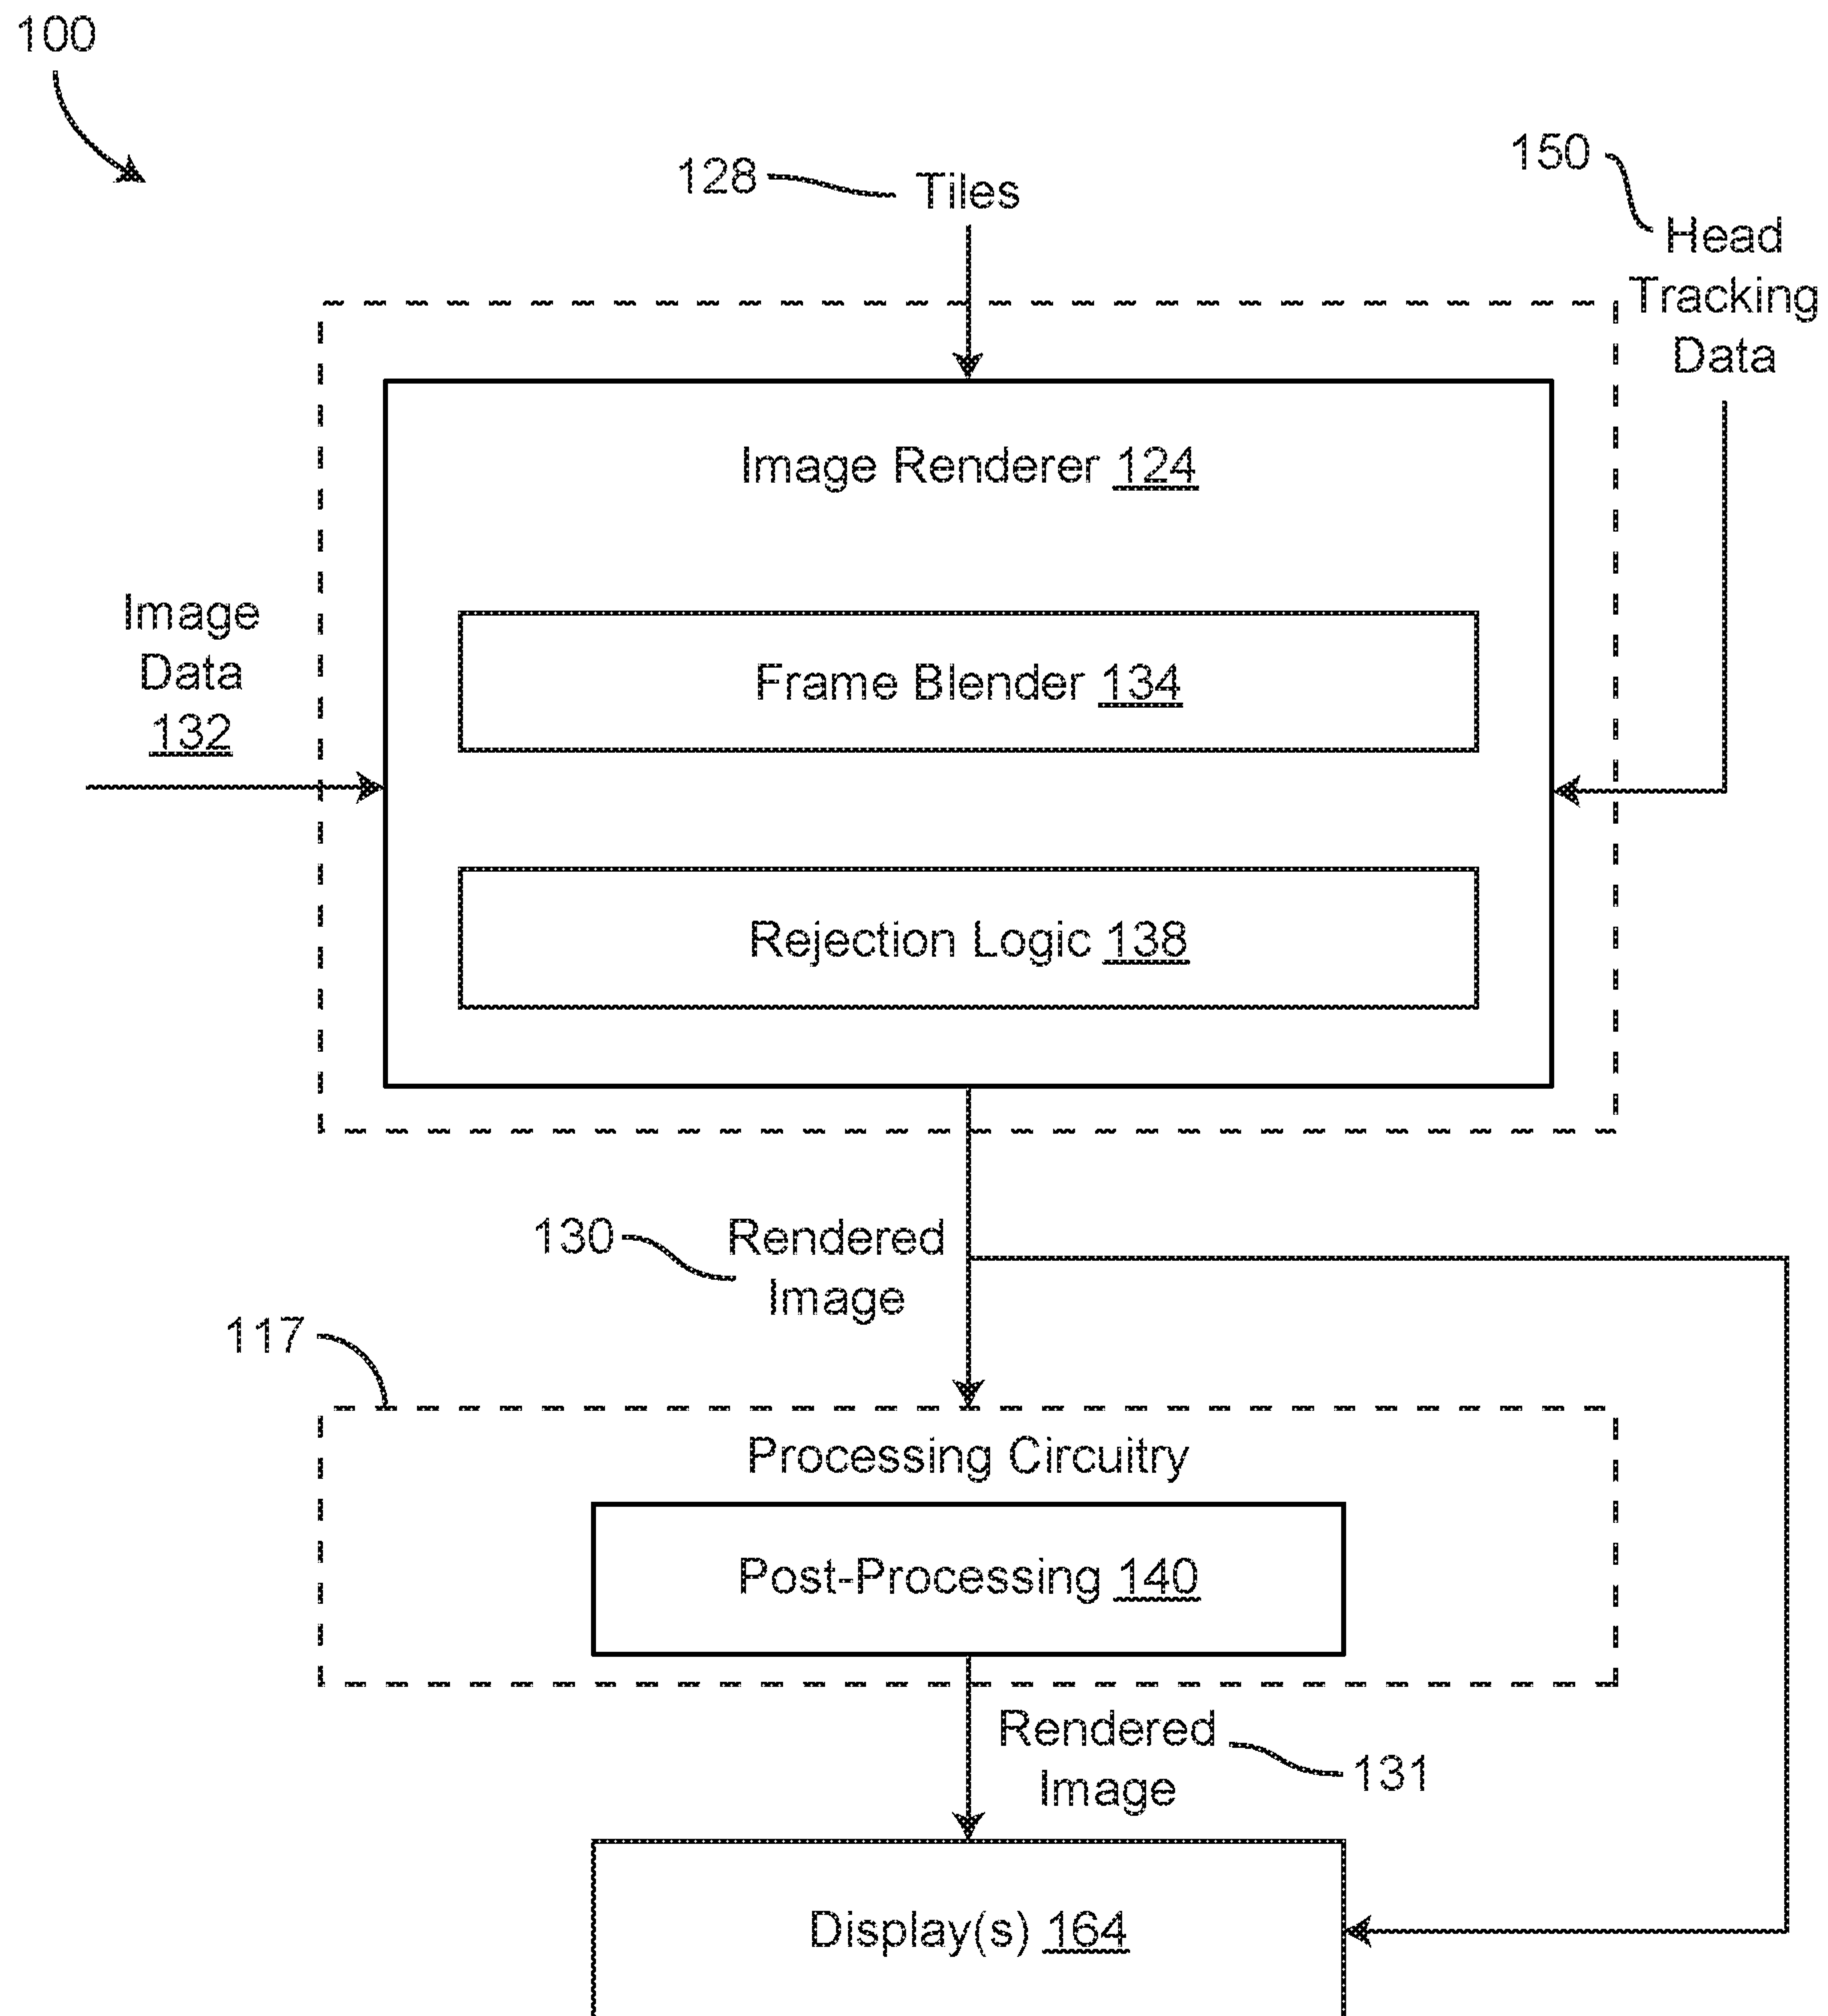 100
128 Tiles
150
Head
Tracking
Data
Image Renderer 124
Image
Data
132
Frame Blender 134
Rejection Logic 138
130 Rendered
Image
117
Processing Circuitry
Post-Processing 140
Rendered
Image
131
Display(s) 164